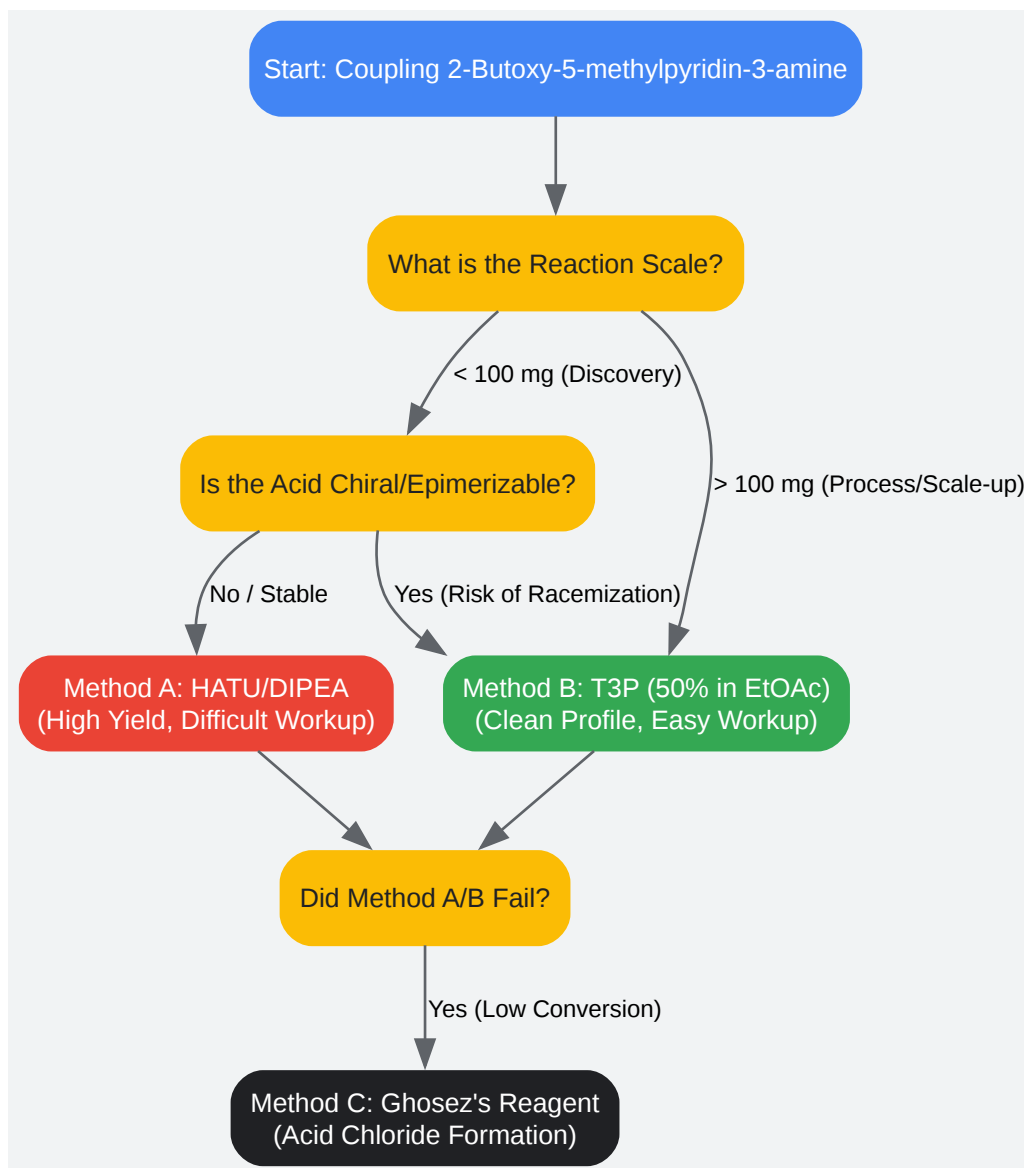 Start: Coupling 2-Butoxy-5-methylpyridin-3-amine
What is the Reaction Scale?
< 100 mg (Discovery)
Is the Acid Chiral/Epimerizable?
> 100 mg (Process/Scale-up)
No / Stable
Yes (Risk of Racemization)
Method A: HATU/DIPEA
(High Yield, Difficult Workup)
Method B: T3P (50% in EtOAc)
(Clean Profile, Easy Workup)
Did Method A/B Fail?
Yes (Low Conversion)
Method C: Ghosez's Reagent
(Acid Chloride Formation)